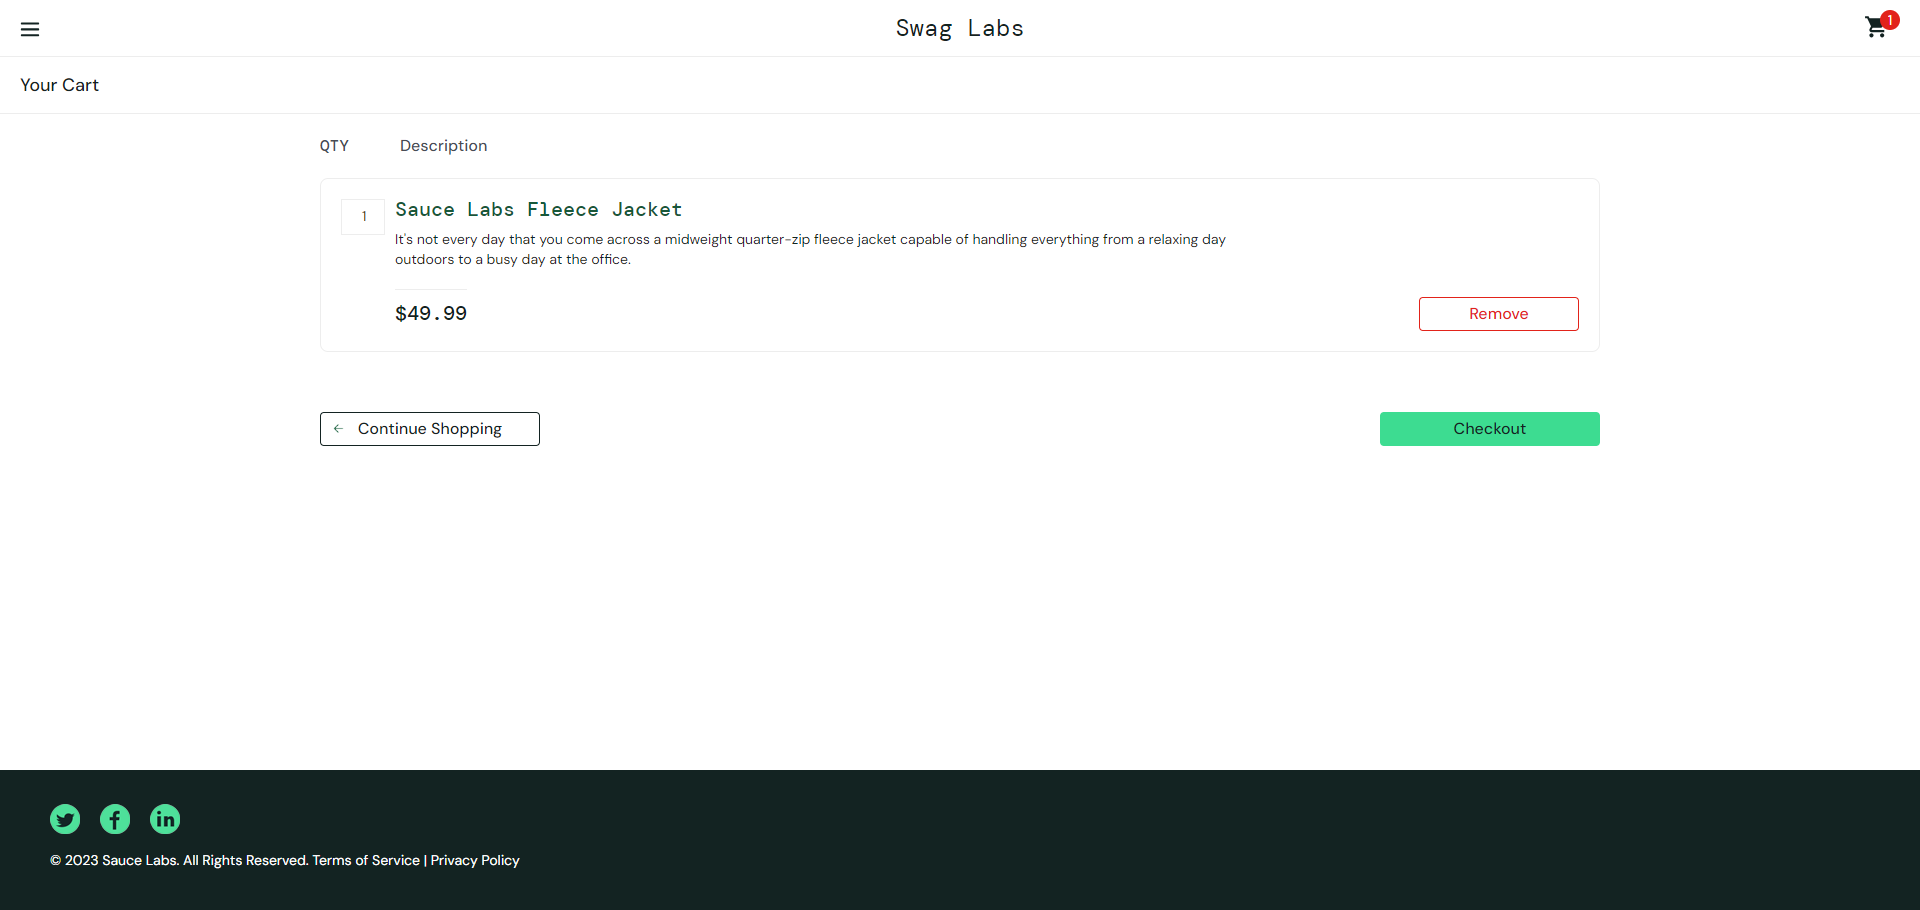 Swag Labs
1
Your Cart
QTY Description
1
Sauce Labs Fleece Jacket
It's not every day that you come across a midweight quarter-zip fleece jacket capable of handling everything from a relaxing day
outdoors to a busy day at the office.
$49.99
Remove
Continue Shopping
Checkout
© 2023 Sauce Labs. All Rights Reserved. Terms of Service | Privacy Policy